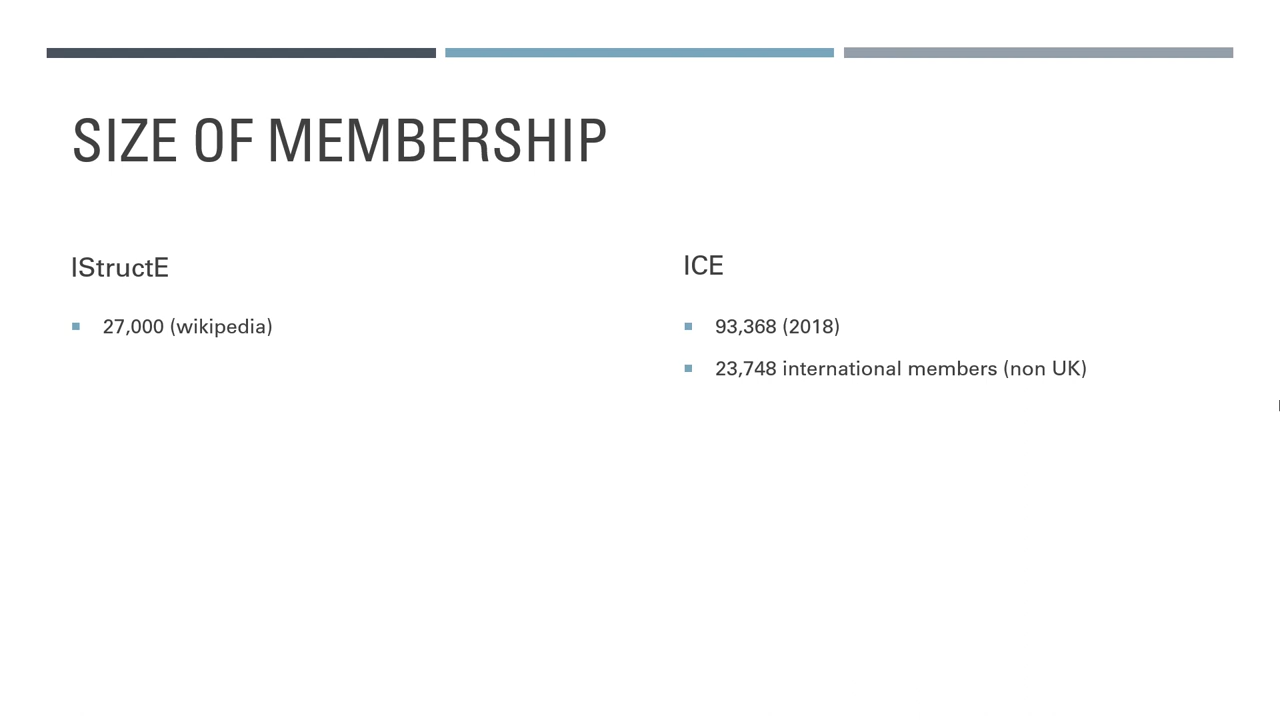 SIZE OF MEMBERSHIP
IStructE
27,000 (wikipedia)
ICE
93,368 (2018)
23,748 international members (non UK)